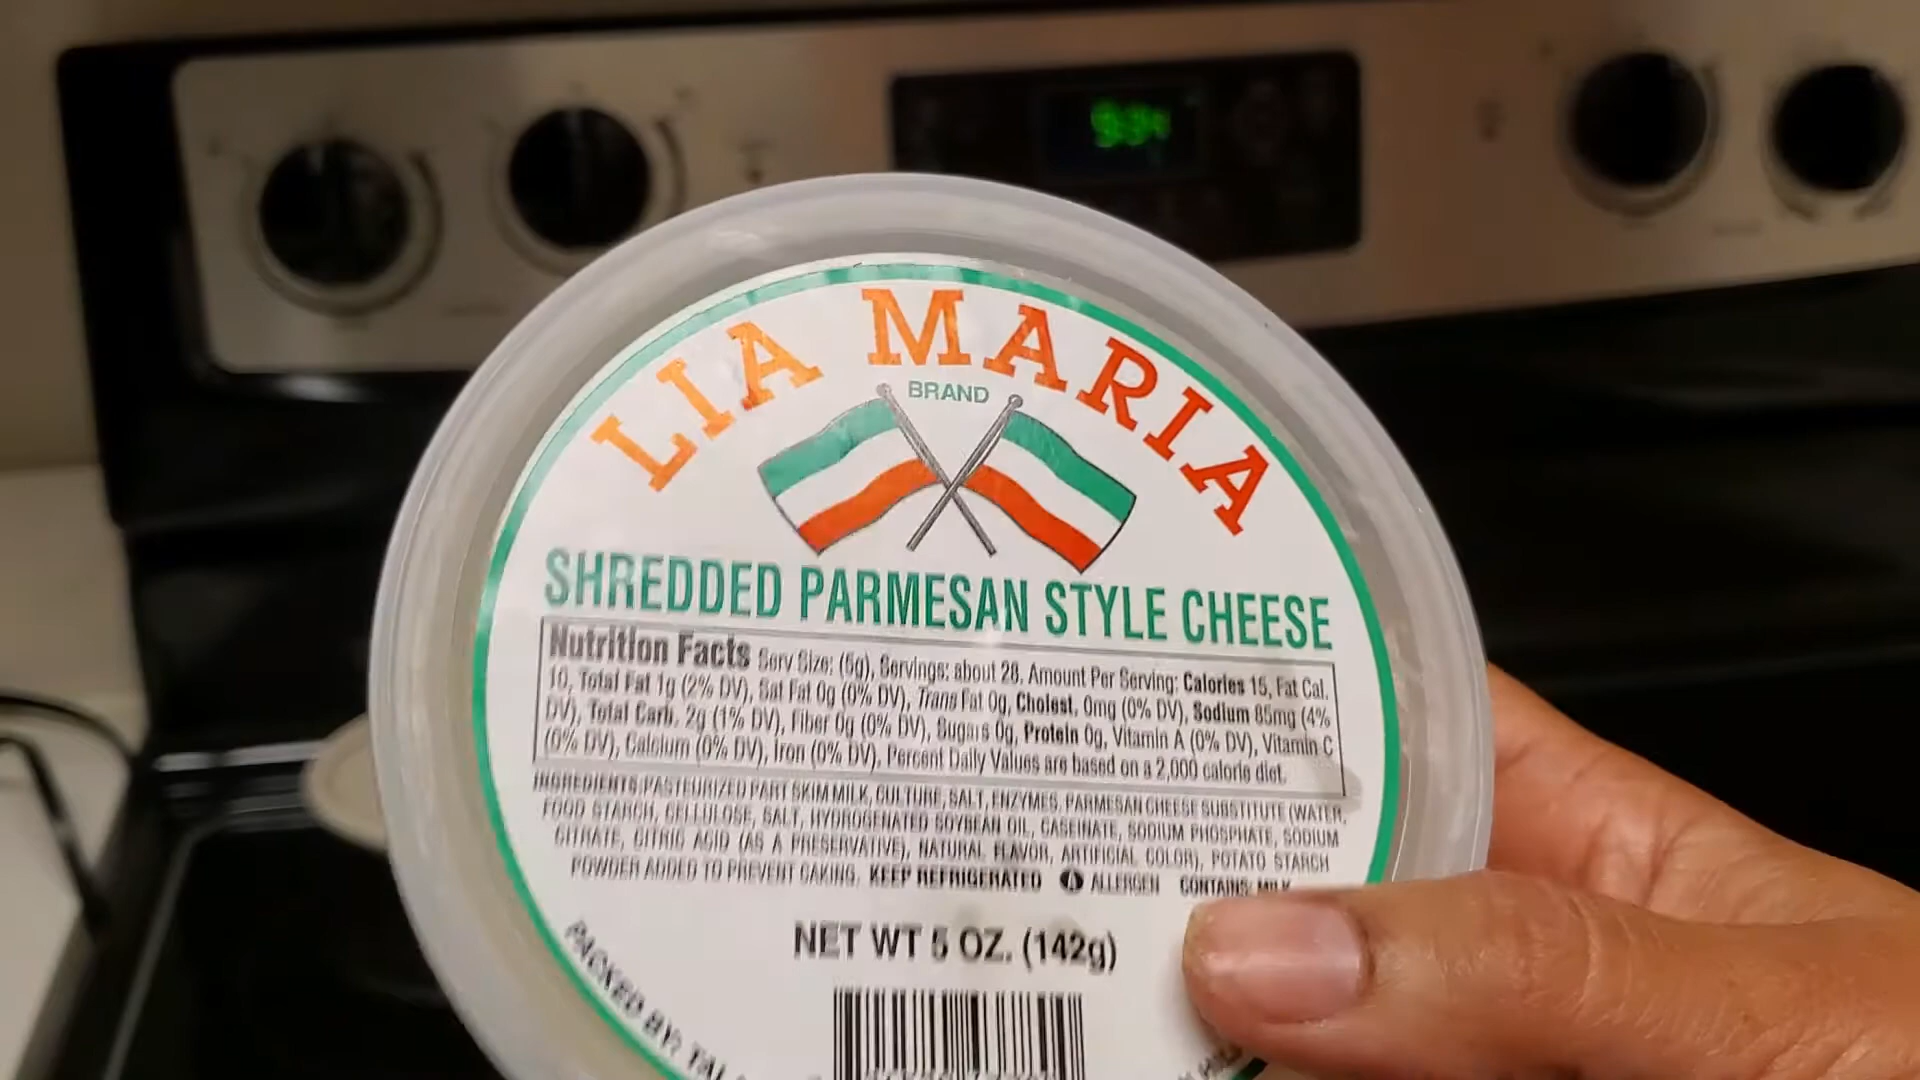 LIA MARIA
BRAND
SHREDDED PARMESAN STYLE CHEESE
Nutrition Facts Serv Size: (5g), Servings: about 28, Amount Per Serving: Calories 15, Fat Cal.
10, Total Fat 1g (2% DV), Sat Fat 0g (0% DV), Trans Fat 0g, Cholest. 0mg (0% DV), Sodium 85mg (4%
DV), Total Carb. 2g (1% DV), Fiber 0g (0% DV), Sugars 0g, Protein 0g, Vitamin A (0% DV), Vitamin C
(0% DV), Calcium (0% DV), Iron (0% DV), Percent Daily Values are based on a 2,000 calorie diet.
INGREDIENTS: PASTEURIZED PART SKIM MILK, CULTURE, SALT, ENZYMES, PARMESAN CHEESE SUBSTITUTE (WATER,
FOOD STARCH, CELLULOSE, SALT, HYDROGENATED SOYBEAN OIL, CASEINATE, SODIUM PHOSPHATE, SODIUM
CITRATE, CITRIC ACID (AS A PRESERVATIVE), NATURAL FLAVOR, ARTIFICIAL COLOR), POTATO STARCH
POWDER ADDED TO PREVENT CAKING. KEEP REFRIGERATED ALLERGEN CONTAINS: MILK
NET WT 5 OZ. (142g)
PACKED BY: